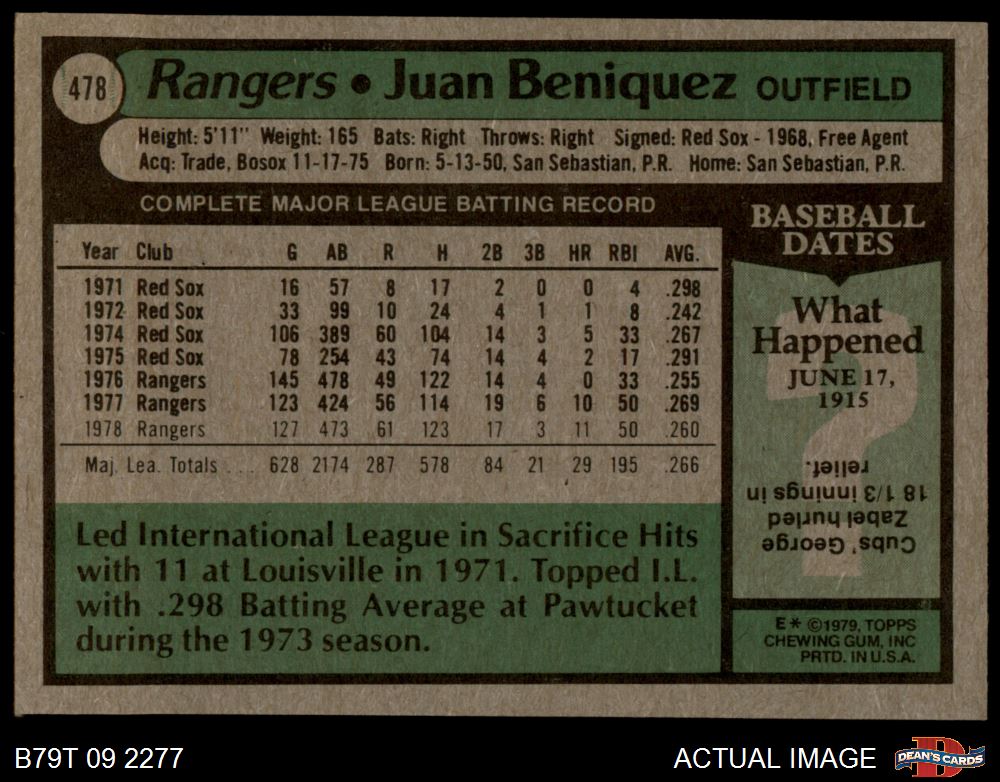 478 Rangers • Juan Beniquez OUTFIELD
Height: 5'11" Weight: 165 Bats: Right Throws: Right Signed: Red Sox - 1968, Free Agent
Acq: Trade, Bosox 11-17-75 Born: 5-13-50, San Sebastian, P.R. Home: San Sebastian, P.R.
COMPLETE MAJOR LEAGUE BATTING RECORD
Year Club G AB R H 2B 3B HR RBI AVG.
1971 Red Sox 16 57 8 17 2 0 0 4 .298
1972 Red Sox 33 99 10 24 4 1 1 8 .242
1974 Red Sox 106 389 60 104 14 3 5 33 .267
1975 Red Sox 78 254 43 74 14 4 2 17 .291
1976 Rangers 145 478 49 122 14 4 0 33 .255
1977 Rangers 123 424 56 114 19 6 10 50 .269
1978 Rangers 127 473 61 123 17 3 11 50 .260
Maj. Lea. Totals .... 628 2174 287 578 84 21 29 195 .266
Led International League in Sacrifice Hits
with 11 at Louisville in 1971. Topped I.L.
with .298 Batting Average at Pawtucket
during the 1973 season.
BASEBALL
DATES
What
Happened
JUNE 17,
1915
?
Cubs' George
Zabel hurled
18 1/3 innings in
relief.
E* ©1979, TOPPS
CHEWING GUM, INC
PRTD. IN U.S.A.
B79T 09 2277
ACTUAL IMAGE
D
DEAN'S CARDS